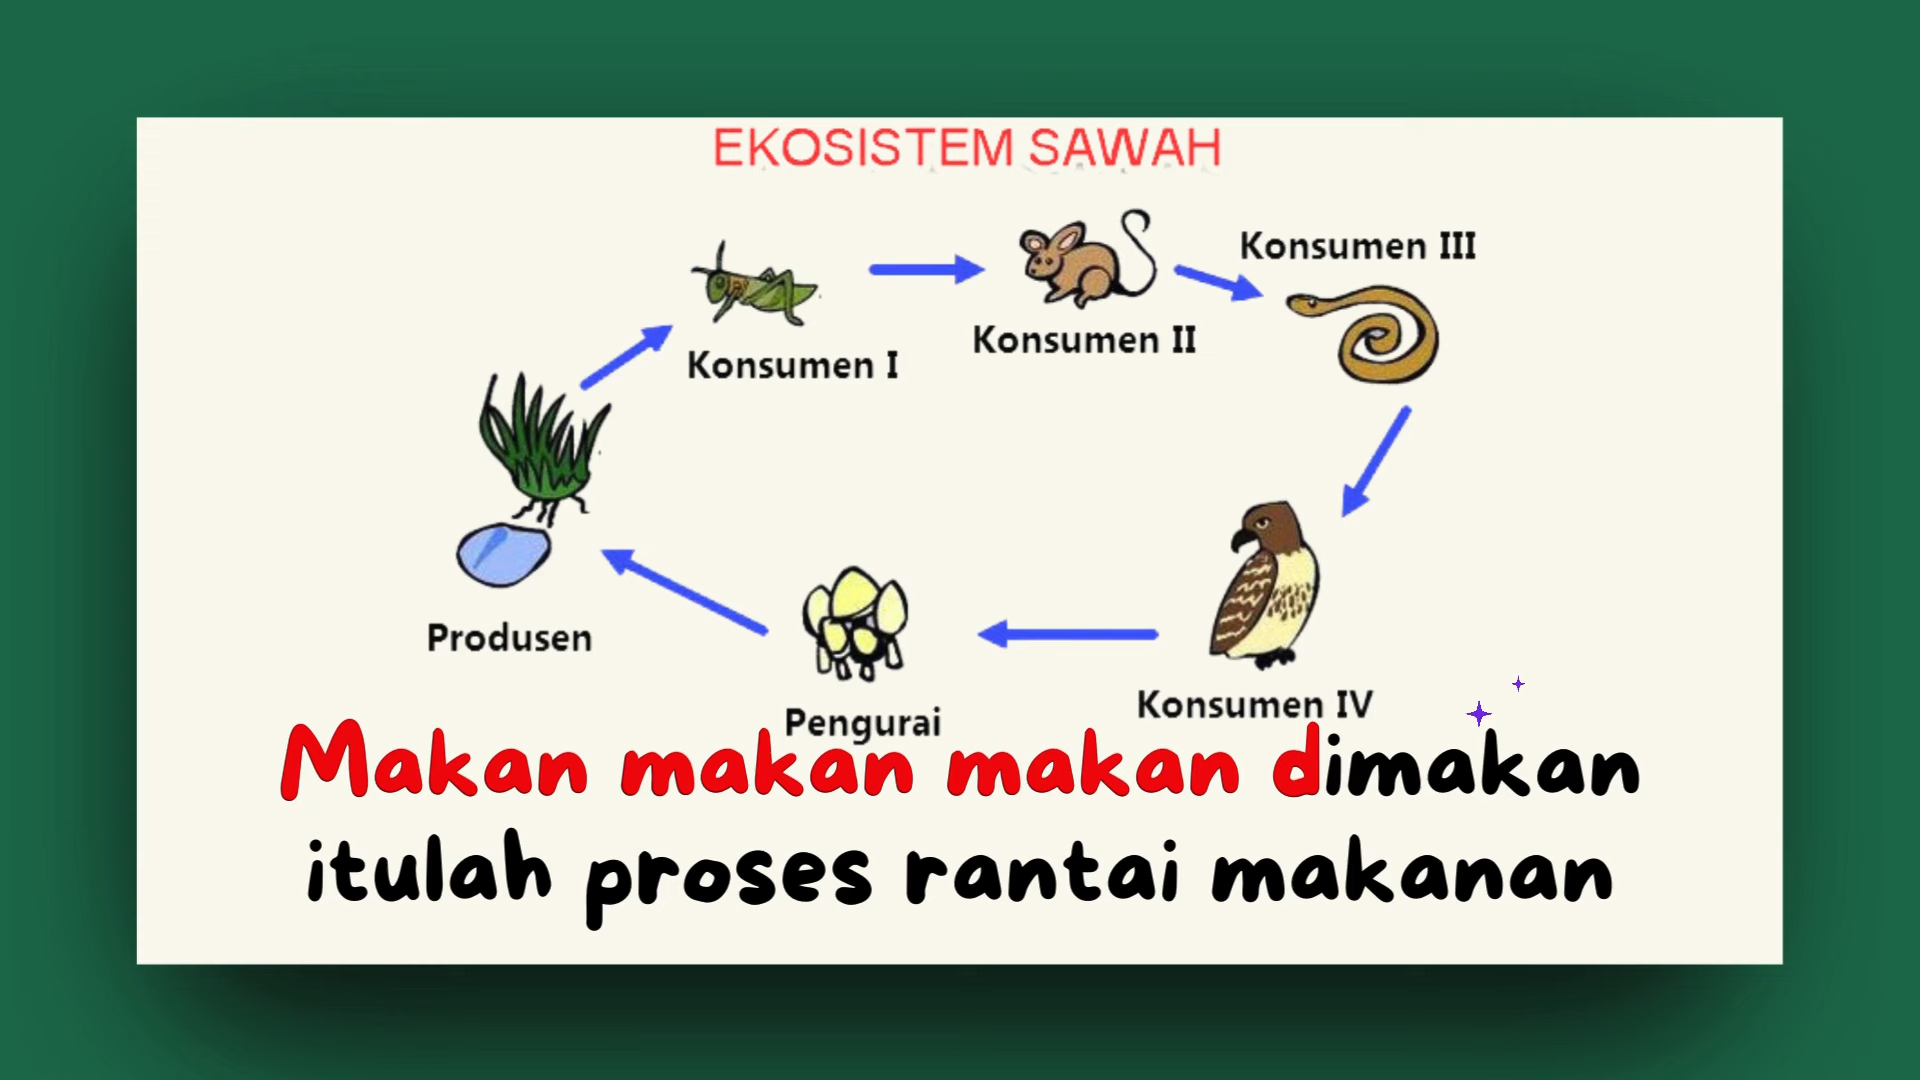 EKOSISTEM SAWAH
Konsumen III
Konsumen II
Konsumen I
Produsen
Konsumen IV
Pengurai
Makan makan makan dimakan
itulah proses rantai makanan